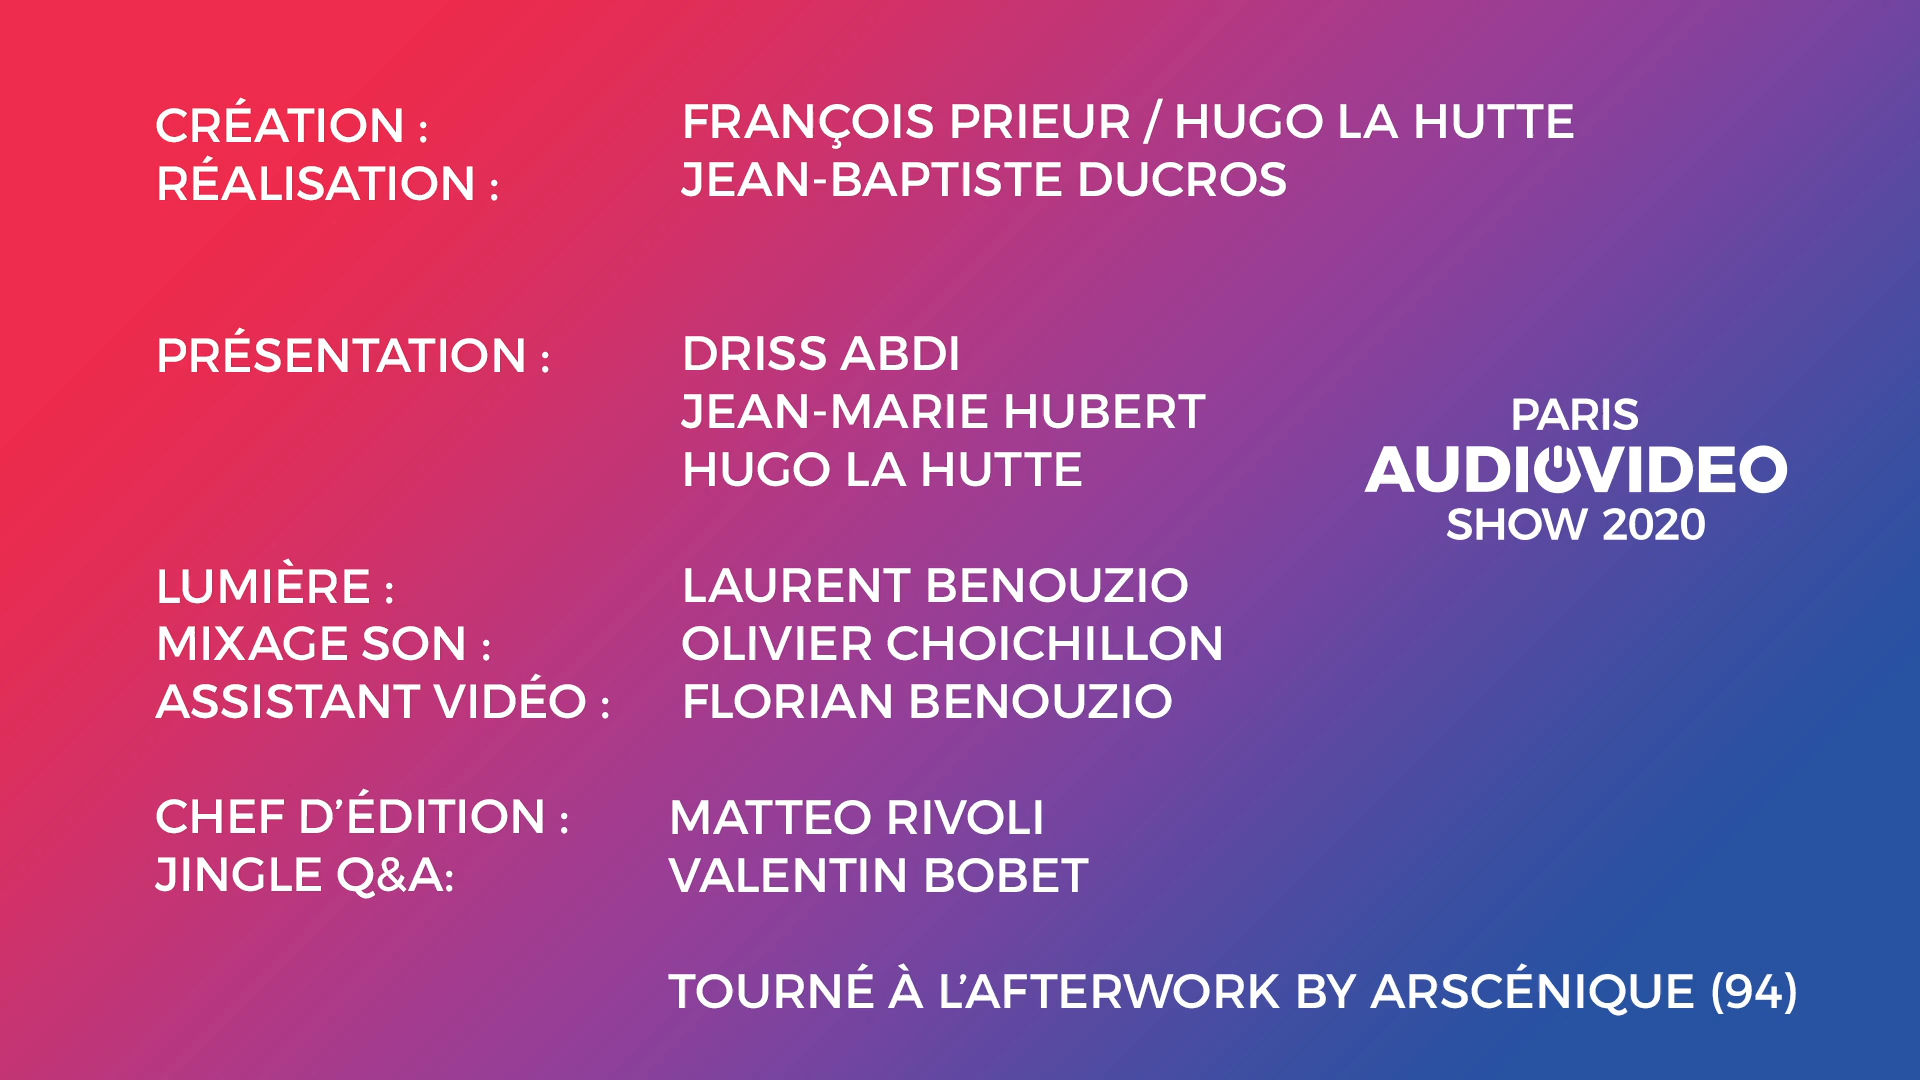 CRÉATION : FRANÇOIS PRIEUR / HUGO LA HUTTE
RÉALISATION : JEAN-BAPTISTE DUCROS
PRÉSENTATION : DRISS ABDI
JEAN-MARIE HUBERT
HUGO LA HUTTE
PARIS
AUDIOVIDEO
SHOW 2020
LUMIÈRE : LAURENT BENOUZIO
MIXAGE SON : OLIVIER CHOICHILLON
ASSISTANT VIDÉO : FLORIAN BENOUZIO
CHEF D’ÉDITION : MATTEO RIVOLI
JINGLE Q&A: VALENTIN BOBET
TOURNÉ À L’AFTERWORK BY ARSCÉNIQUE (94)